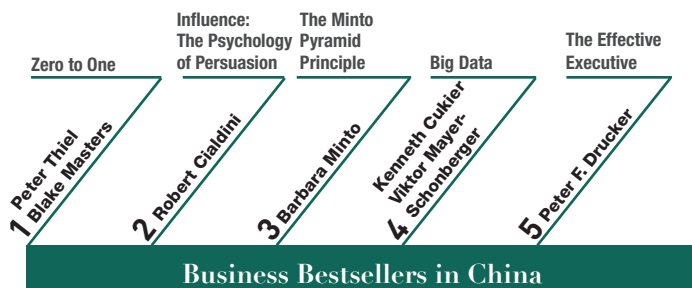 Zero to One
Peter Thiel
Blake Masters
1
Influence:
The Psychology
of Persuasion
Robert Cialdini
2
The Minto
Pyramid
Principle
Barbara Minto
3
Big Data
Kenneth Cukier
Viktor Mayer-
Schonberger
4
The Effective
Executive
Peter F. Drucker
5
Business Bestsellers in China